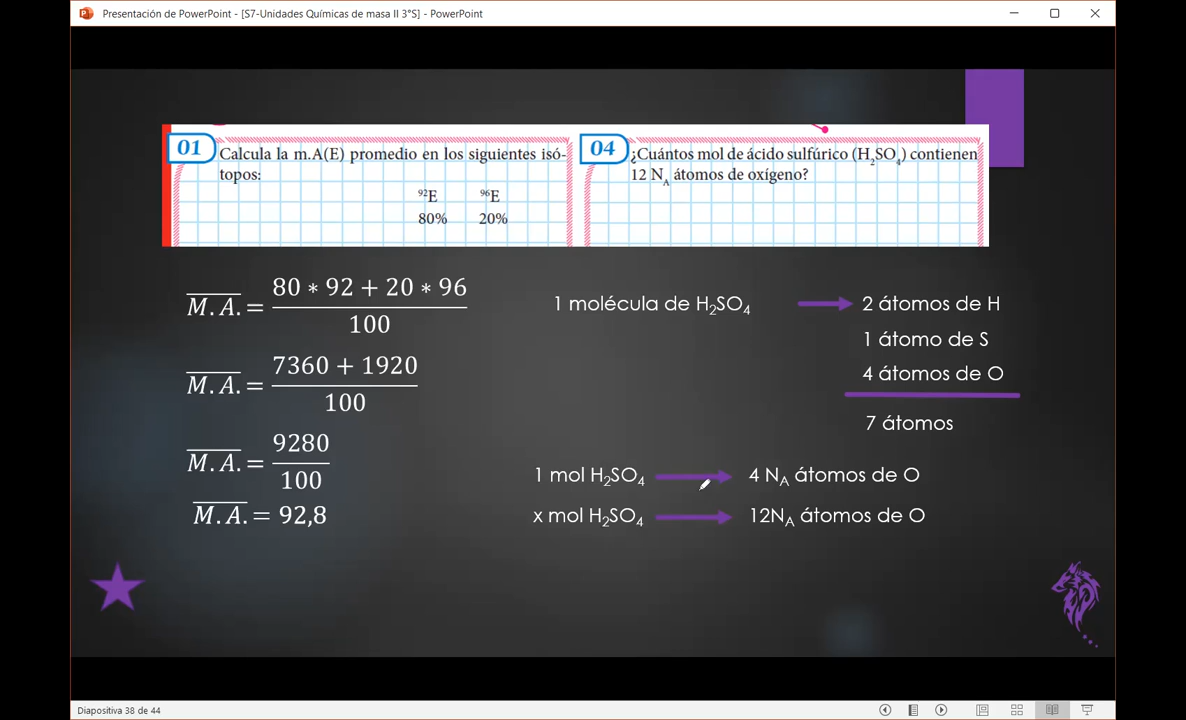 Presentación de PowerPoint - [S7-Unidades Químicas de masa II 3°S] - PowerPoint
01
Calcula la m.A(E) promedio en los siguientes isó-
topos:
⁹²E ⁹⁶E
80% 20%
04
¿Cuántos mol de ácido sulfúrico (H₂SO₄) contienen
12 N_A átomos de oxígeno?
M.A. = (80 * 92 + 20 * 96) / 100
M.A. = (7360 + 1920) / 100
M.A. = 9280 / 100
M.A. = 92,8
1 molécula de H₂SO₄ → 2 átomos de H
1 átomo de S
4 átomos de O
7 átomos
1 mol H₂SO₄ → 4 N_A átomos de O
x mol H₂SO₄ → 12N_A átomos de O
Diapositiva 38 de 44